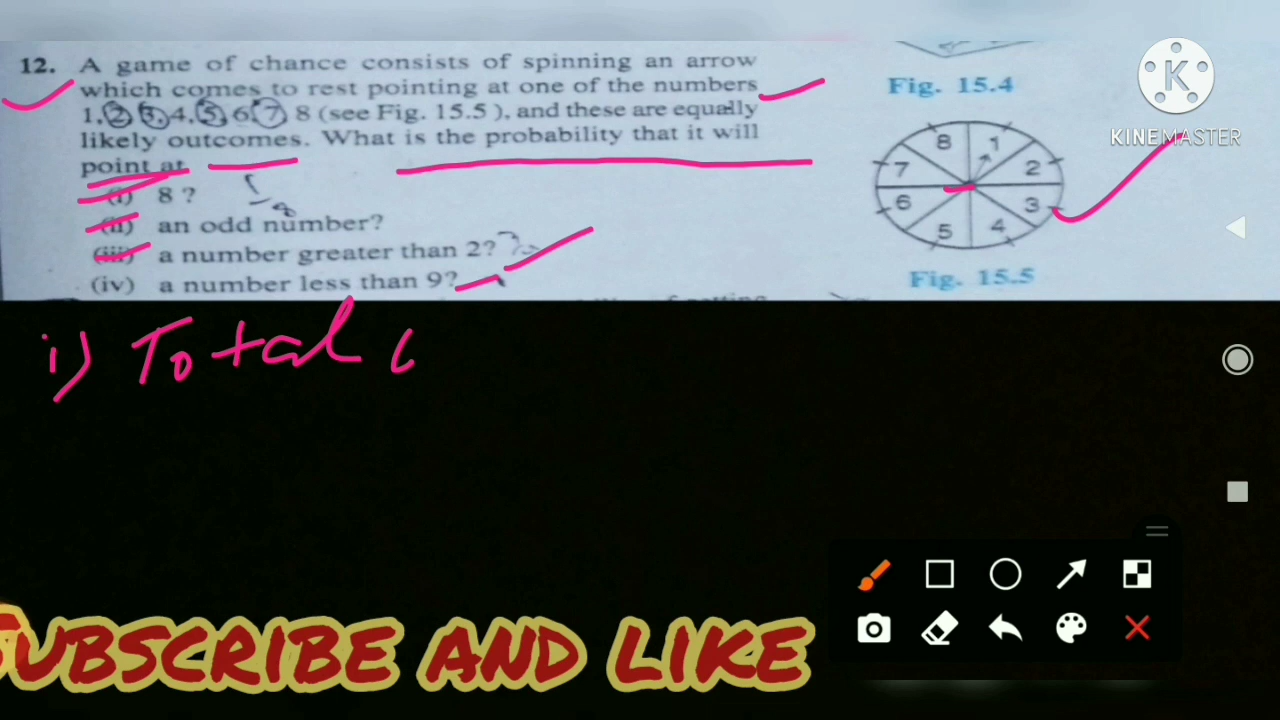 12. A game of chance consists of spinning an arrow
which comes to rest pointing at one of the numbers
1, 2, 3, 4, 5, 6, 7, 8 (see Fig. 15.5 ), and these are equally
likely outcomes. What is the probability that it will
point at
(i) 8 ?
(ii) an odd number?
(iii) a number greater than 2?
(iv) a number less than 9?
Fig. 15.4
K
KINEMASTER
8 1
7 2
6 3
5 4
Fig. 15.5
i) Total
SUBSCRIBE AND LIKE